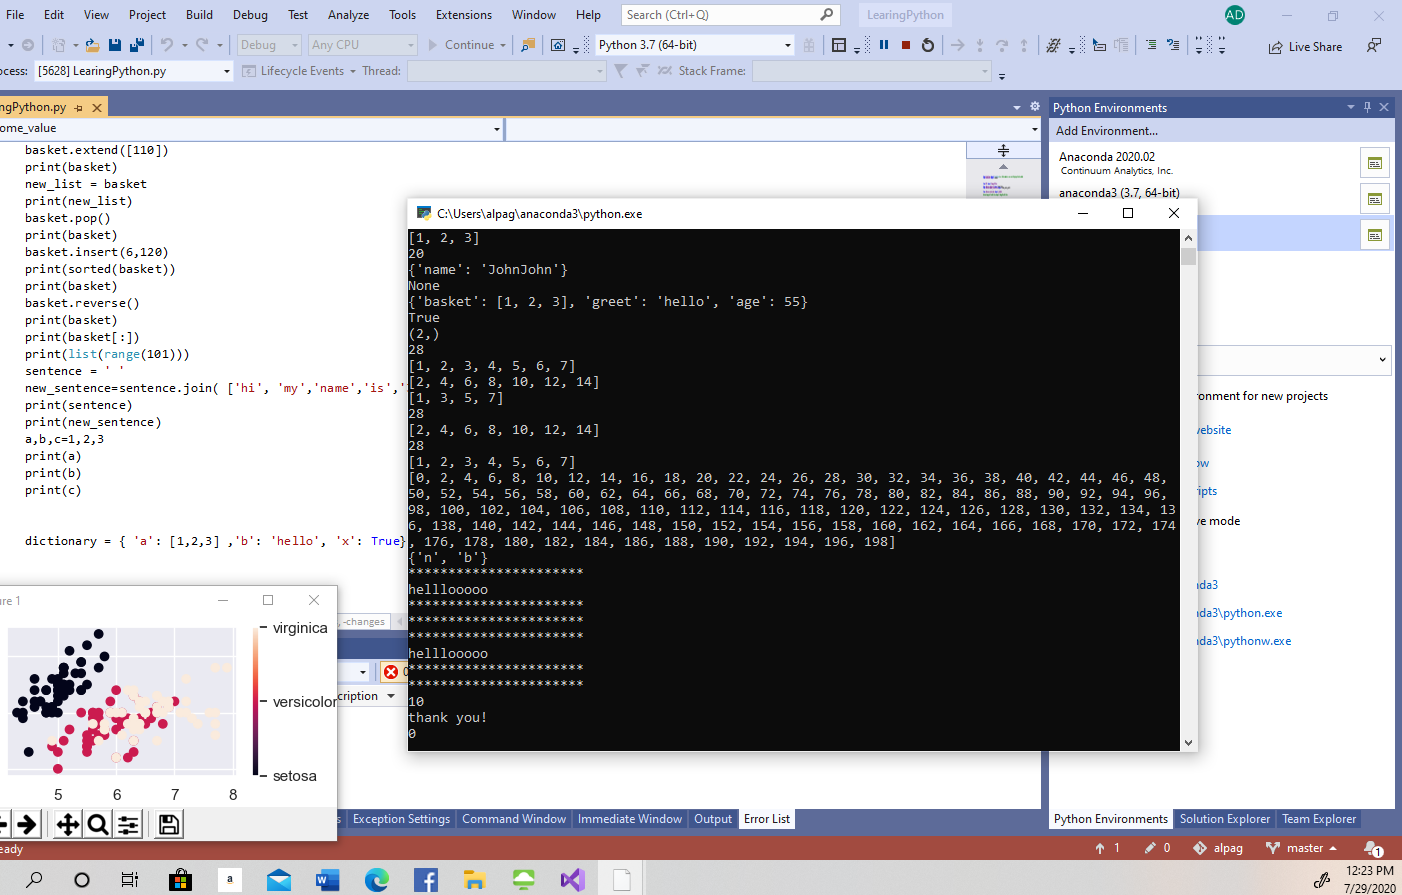 File Edit View Project Build Debug Test Analyze Tools Extensions Window Help Search (Ctrl+Q) LearingPython AD
Debug Any CPU Continue Python 3.7 (64-bit) Live Share
cess: [5628] LearingPython.py Lifecycle Events Thread: Stack Frame:
ngPython.py
ome_value
basket.extend([110])
print(basket)
new_list = basket
print(new_list)
basket.pop()
print(basket)
basket.insert(6,120)
print(sorted(basket))
print(basket)
basket.reverse()
print(basket)
print(basket[:])
print(list(range(101)))
sentence = ' '
new_sentence=sentence.join( ['hi', 'my','name','is','
print(sentence)
print(new_sentence)
a,b,c=1,2,3
print(a)
print(b)
print(c)
dictionary = { 'a': [1,2,3] ,'b': 'hello', 'x': True}
, -changes
cription
C:\Users\alpag\anaconda3\python.exe
[1, 2, 3]
20
{'name': 'JohnJohn'}
None
{'basket': [1, 2, 3], 'greet': 'hello', 'age': 55}
True
(2,)
28
[1, 2, 3, 4, 5, 6, 7]
[2, 4, 6, 8, 10, 12, 14]
[1, 3, 5, 7]
28
[2, 4, 6, 8, 10, 12, 14]
28
[1, 2, 3, 4, 5, 6, 7]
[0, 2, 4, 6, 8, 10, 12, 14, 16, 18, 20, 22, 24, 26, 28, 30, 32, 34, 36, 38, 40, 42, 44, 46, 48,
50, 52, 54, 56, 58, 60, 62, 64, 66, 68, 70, 72, 74, 76, 78, 80, 82, 84, 86, 88, 90, 92, 94, 96,
98, 100, 102, 104, 106, 108, 110, 112, 114, 116, 118, 120, 122, 124, 126, 128, 130, 132, 134, 13
6, 138, 140, 142, 144, 146, 148, 150, 152, 154, 156, 158, 160, 162, 164, 166, 168, 170, 172, 174
, 176, 178, 180, 182, 184, 186, 188, 190, 192, 194, 196, 198]
{'n', 'b'}
**********************
helllooooo
**********************
**********************
**********************
helllooooo
**********************
**********************
10
thank you!
0
Python Environments
Add Environment...
Anaconda 2020.02
Continuum Analytics, Inc.
anaconda3 (3.7, 64-bit)
ronment for new projects
website
ow
ripts
ve mode
nda3
nda3\python.exe
nda3\pythonw.exe
ure 1
virginica
versicolor
setosa
5 6 7 8
s Exception Settings Command Window Immediate Window Output Error List
Python Environments Solution Explorer Team Explorer
eady 1 0 alpag master 1
a
12:23 PM
7/29/2020